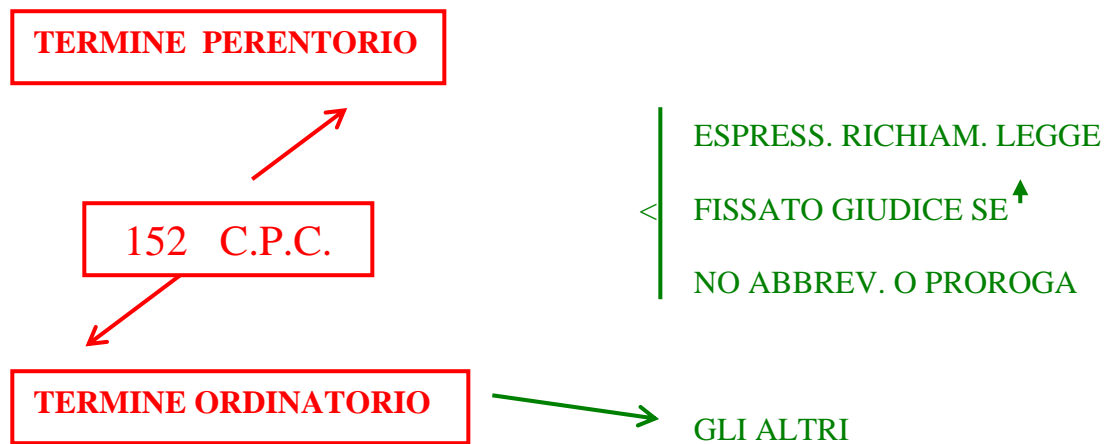 TERMINE PERENTORIO
ESPRESS. RICHIAM. LEGGE
152 C.P.C.
< FISSATO GIUDICE SE
NO ABBREV. O PROROGA
TERMINE ORDINATORIO
GLI ALTRI